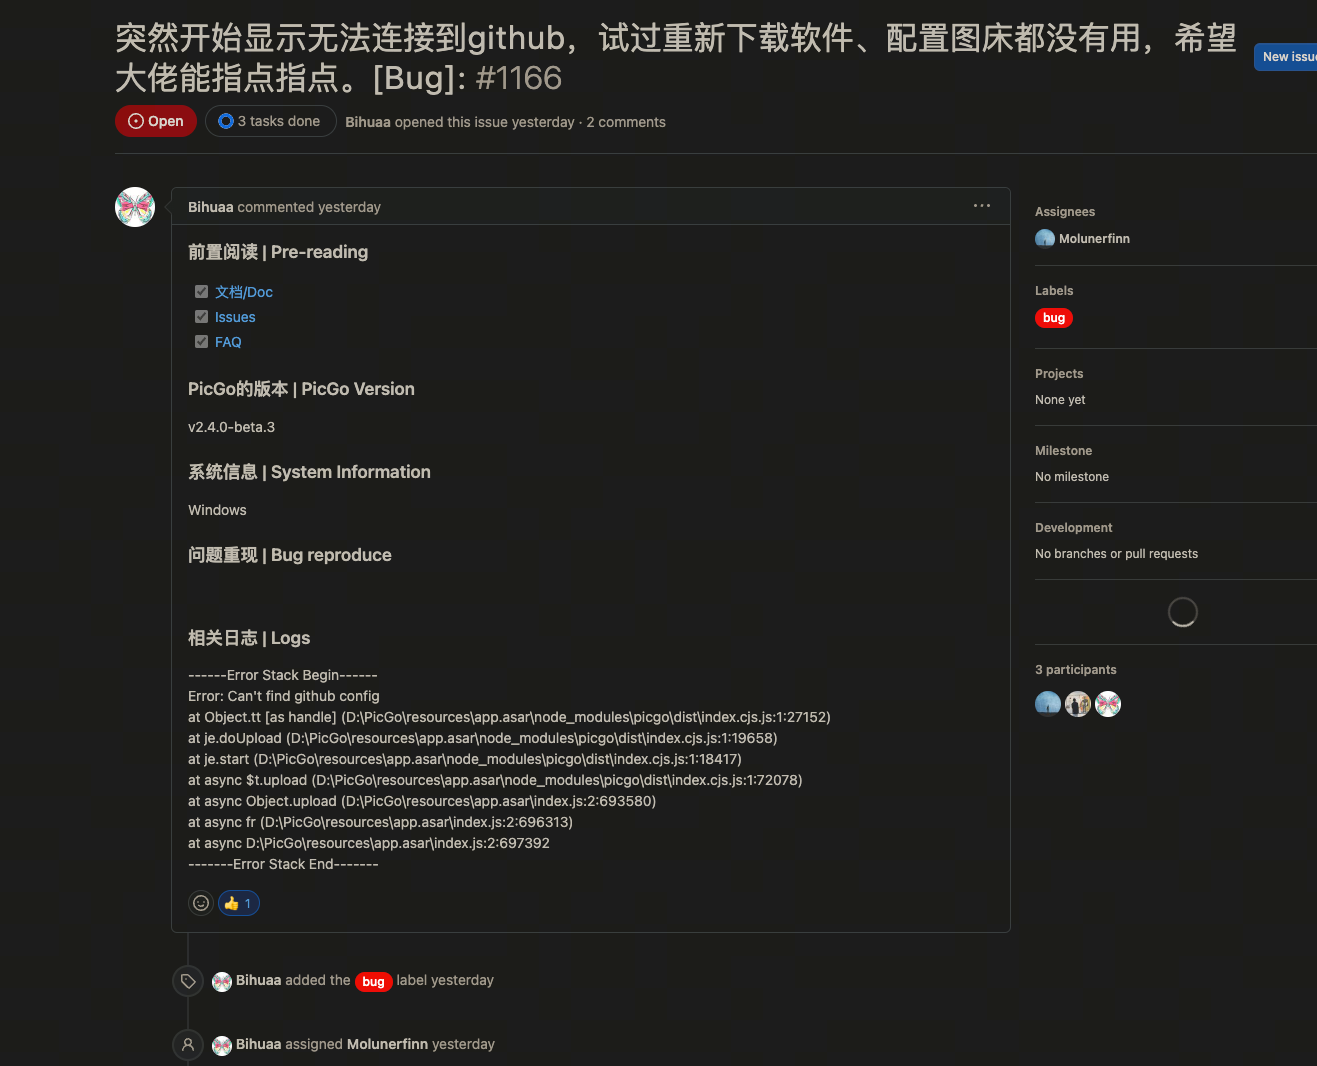 突然开始显示无法连接到github，试过重新下载软件、配置图床都没有用，希望
大佬能指点指点。[Bug]: #1166
New issu
Open
3 tasks done
Bihuaa opened this issue yesterday · 2 comments
Bihuaa commented yesterday
前置阅读 | Pre-reading
文档/Doc
Issues
FAQ
PicGo的版本 | PicGo Version
v2.4.0-beta.3
系统信息 | System Information
Windows
问题重现 | Bug reproduce
相关日志 | Logs
------Error Stack Begin------
Error: Can't find github config
at Object.tt [as handle] (D:\PicGo\resources\app.asar\node_modules\picgo\dist\index.cjs.js:1:27152)
at je.doUpload (D:\PicGo\resources\app.asar\node_modules\picgo\dist\index.cjs.js:1:19658)
at je.start (D:\PicGo\resources\app.asar\node_modules\picgo\dist\index.cjs.js:1:18417)
at async $t.upload (D:\PicGo\resources\app.asar\node_modules\picgo\dist\index.cjs.js:1:72078)
at async Object.upload (D:\PicGo\resources\app.asar\index.js:2:693580)
at async fr (D:\PicGo\resources\app.asar\index.js:2:696313)
at async D:\PicGo\resources\app.asar\index.js:2:697392
-------Error Stack End-------
👍 1
Bihuaa added the bug label yesterday
Bihuaa assigned Molunerfinn yesterday
Assignees
Molunerfinn
Labels
bug
Projects
None yet
Milestone
No milestone
Development
No branches or pull requests
3 participants